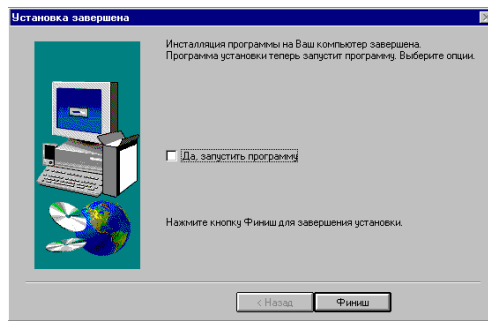 Установка завершена
Инсталляция программы на Ваш компьютер завершена.
Программа установки теперь запустит программу. Выберите опции.
Да, запустить программу
Нажмите кнопку Финиш для завершения установки.
< Назад
Финиш